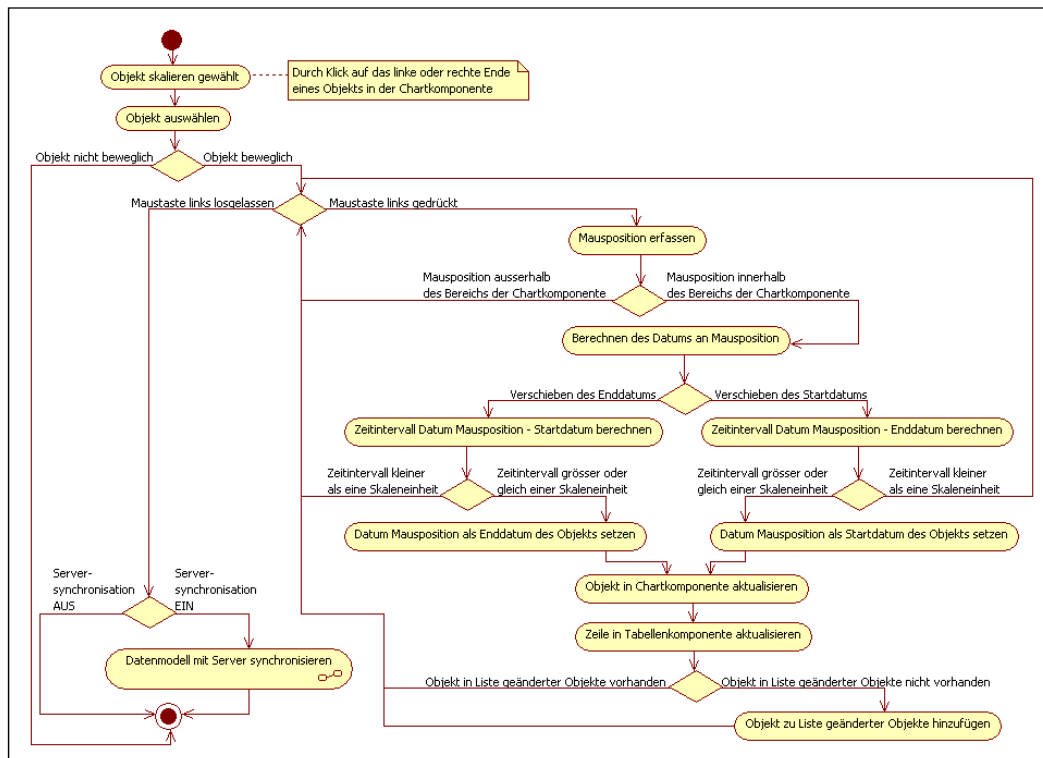 Objekt skalieren gewählt
Durch Klick auf das linke oder rechte Ende
eines Objekts in der Chartkomponente
Objekt auswählen
Objekt nicht beweglich
Objekt beweglich
Maustaste links losgelassen
Maustaste links gedrückt
Mausposition erfassen
Mausposition ausserhalb
des Bereichs der Chartkomponente
Mausposition innerhalb
des Bereichs der Chartkomponente
Berechnen des Datums an Mausposition
Verschieben des Enddatums
Verschieben des Startdatums
Zeitintervall Datum Mausposition - Startdatum berechnen
Zeitintervall Datum Mausposition - Enddatum berechnen
Zeitintervall kleiner
als eine Skaleneinheit
Zeitintervall grösser oder
gleich einer Skaleneinheit
Zeitintervall grösser oder
gleich einer Skaleneinheit
Zeitintervall kleiner
als eine Skaleneinheit
Datum Mausposition als Enddatum des Objekts setzen
Datum Mausposition als Startdatum des Objekts setzen
Objekt in Chartkomponente aktualisieren
Server-
synchronisation
AUS
Server-
synchronisation
EIN
Zeile in Tabellenkomponente aktualisieren
Datenmodell mit Server synchronisieren
Objekt in Liste geänderter Objekte vorhanden
Objekt in Liste geänderter Objekte nicht vorhanden
Objekt zu Liste geänderter Objekte hinzufügen